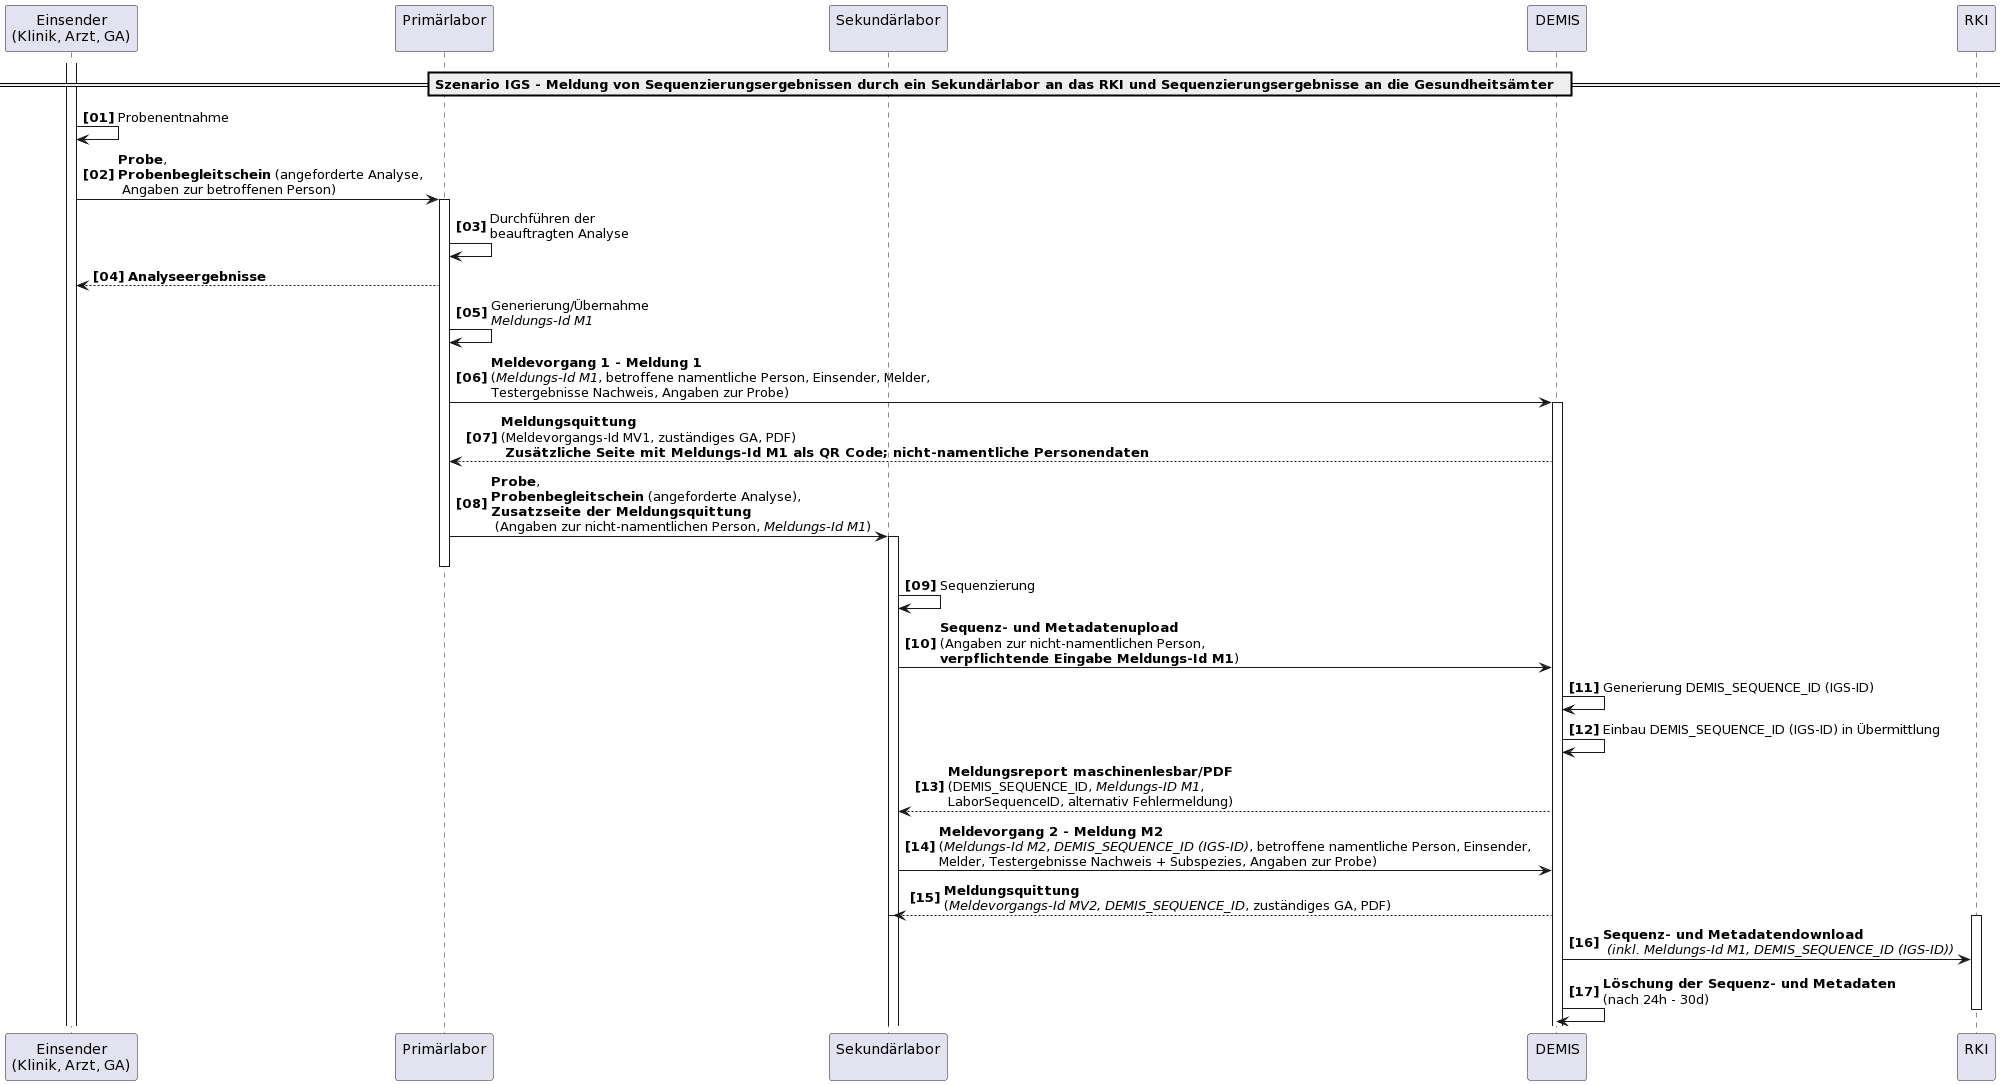 Einsender
(Klinik, Arzt, GA)
Primärlabor
Sekundärlabor
DEMIS
RKI
Szenario IGS - Meldung von Sequenzierungsergebnissen durch ein Sekundärlabor an das RKI und Sequenzierungsergebnisse an die Gesundheitsämter
[01] Probenentnahme
Probe,
[02] Probenbegleitschein (angeforderte Analyse,
Angaben zur betroffenen Person)
Durchführen der
[03]
beauftragten Analyse
[04] Analyseergebnisse
Generierung/Übernahme
[05]
Meldungs-Id M1
Meldevorgang 1 - Meldung 1
[06] (Meldungs-Id M1, betroffene namentliche Person, Einsender, Melder,
Testergebnisse Nachweis, Angaben zur Probe)
Meldungsquittung
[07] (Meldevorgangs-Id MV1, zuständiges GA, PDF)
Zusätzliche Seite mit Meldungs-Id M1 als QR Code; nicht-namentliche Personendaten
Probe,
Probenbegleitschein (angeforderte Analyse),
[08]
Zusatzseite der Meldungsquittung
(Angaben zur nicht-namentlichen Person, Meldungs-Id M1)
[09] Sequenzierung
Sequenz- und Metadatenupload
[10] (Angaben zur nicht-namentlichen Person,
verpflichtende Eingabe Meldungs-Id M1)
[11] Generierung DEMIS_SEQUENCE_ID (IGS-ID)
[12] Einbau DEMIS_SEQUENCE_ID (IGS-ID) in Übermittlung
Meldungsreport maschinenlesbar/PDF
[13] (DEMIS_SEQUENCE_ID, Meldungs-ID M1,
LaborSequenceID, alternativ Fehlermeldung)
Meldevorgang 2 - Meldung M2
[14] (Meldungs-Id M2, DEMIS_SEQUENCE_ID (IGS-ID), betroffene namentliche Person, Einsender,
Melder, Testergebnisse Nachweis + Subspezies, Angaben zur Probe)
Meldungsquittung
[15]
(Meldevorgangs-Id MV2, DEMIS_SEQUENCE_ID, zuständiges GA, PDF)
Sequenz- und Metadatendownload
[16]
(inkl. Meldungs-Id M1, DEMIS_SEQUENCE_ID (IGS-ID))
Löschung der Sequenz- und Metadaten
[17]
(nach 24h - 30d)
Einsender
(Klinik, Arzt, GA)
Primärlabor
Sekundärlabor
DEMIS
RKI